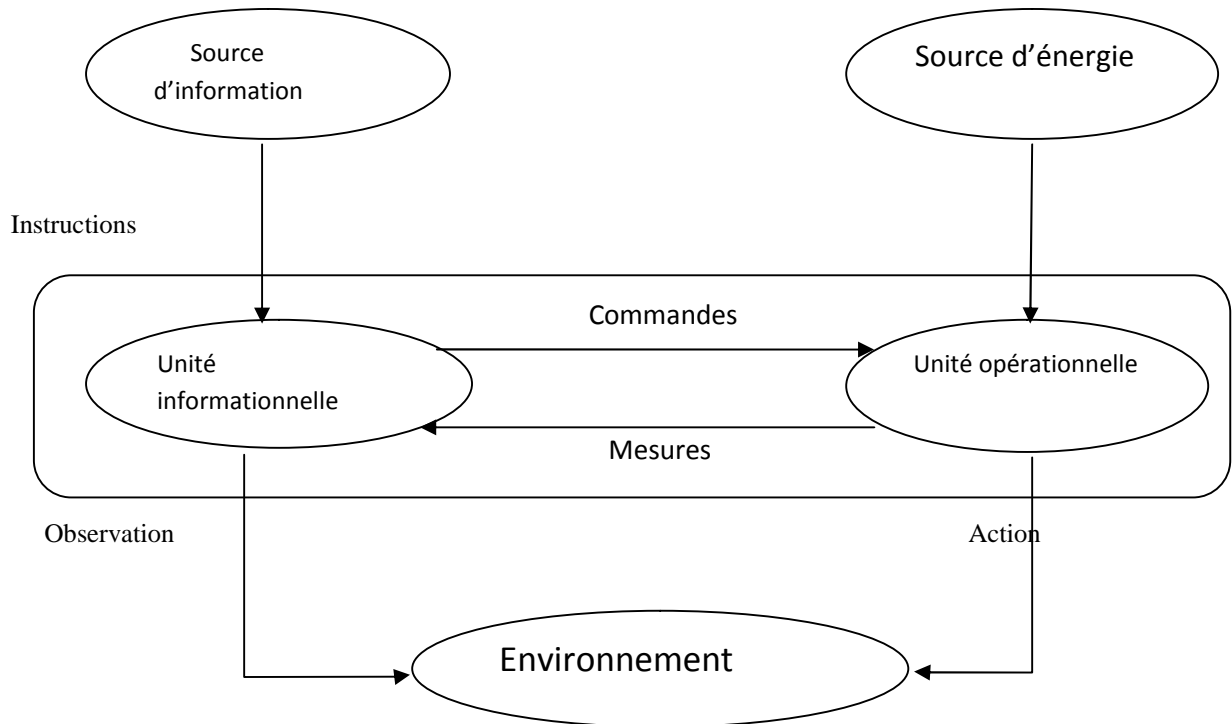 Source
d’information
Source d’énergie
Instructions
Commandes
Unité
informationnelle
Unité opérationnelle
Mesures
Observation
Action
Environnement